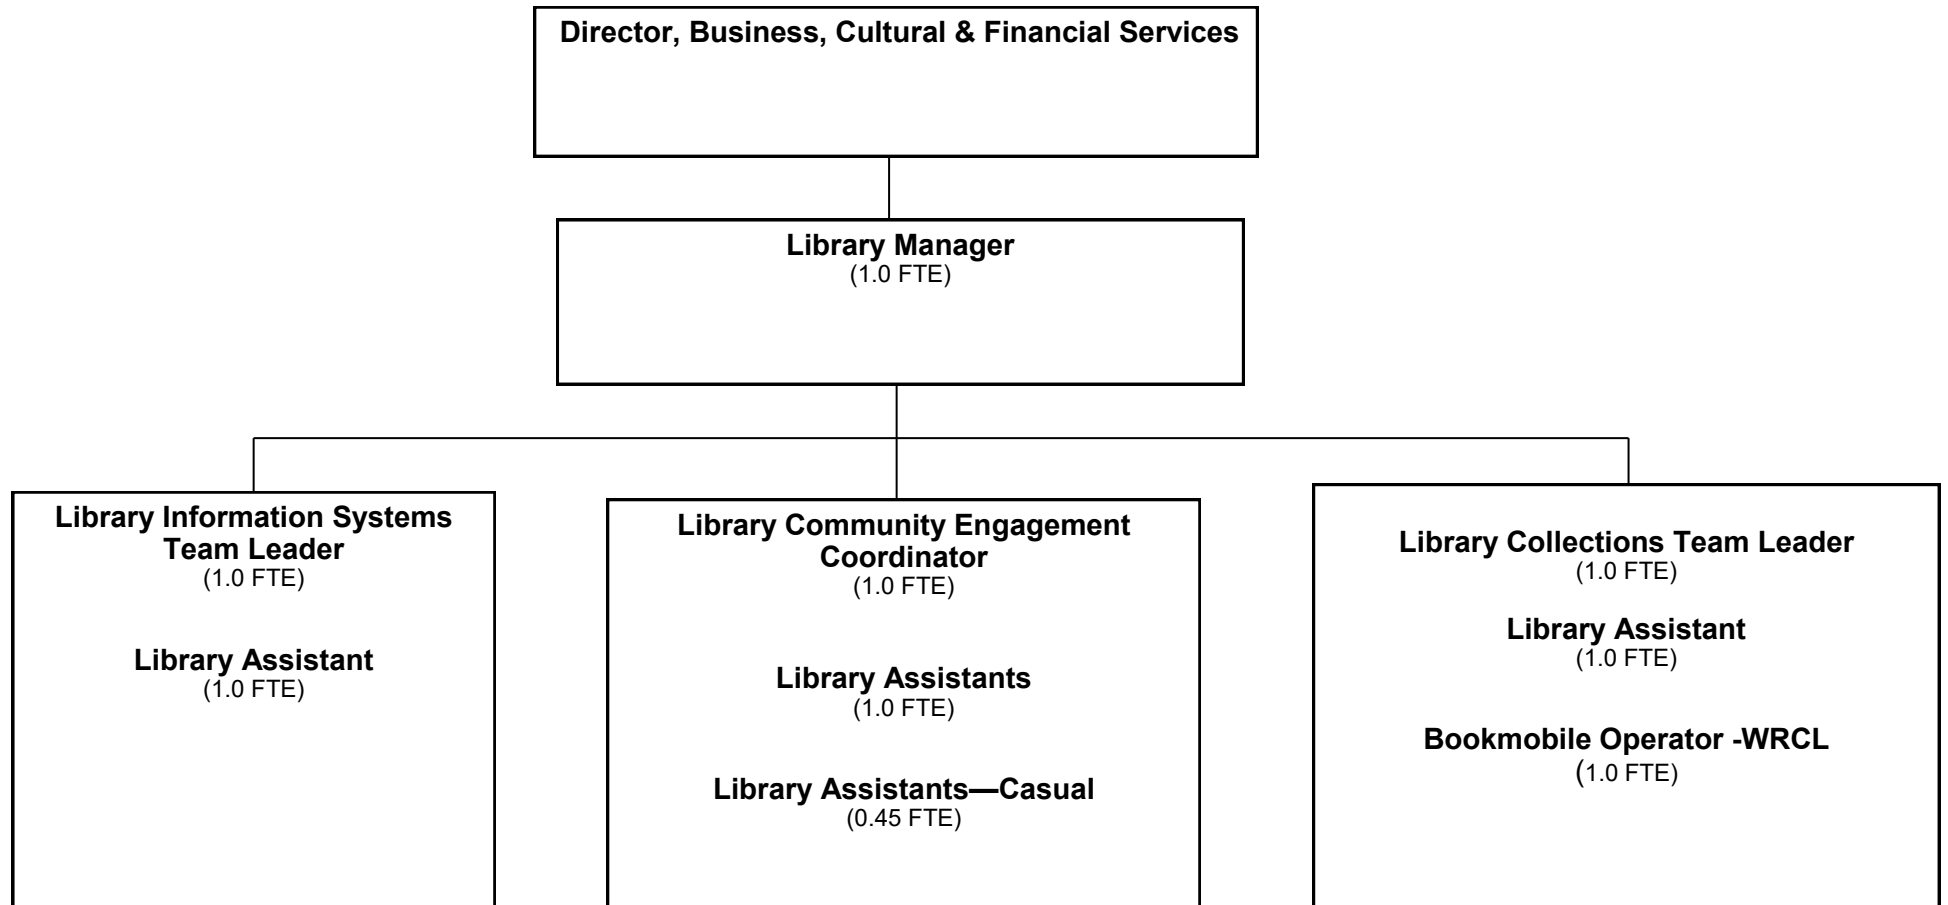 Director, Business, Cultural & Financial Services
Library Manager
(1.0 FTE)
Library Information Systems
Team Leader
(1.0 FTE)
Library Assistant
(1.0 FTE)
Library Community Engagement
Coordinator
(1.0 FTE)
Library Assistants
(1.0 FTE)
Library Assistants—Casual
(0.45 FTE)
Library Collections Team Leader
(1.0 FTE)
Library Assistant
(1.0 FTE)
Bookmobile Operator -WRCL
(1.0 FTE)